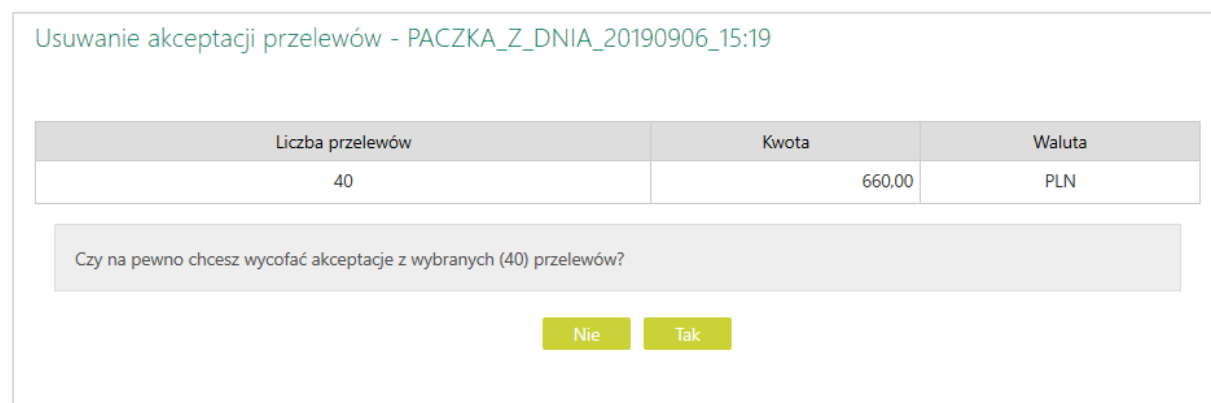 Usuwanie akceptacji przelewów - PACZKA_Z_DNIA_20190906_15:19
Liczba przelewów Kwota Waluta
40 660,00 PLN
Czy na pewno chcesz wycofać akceptacje z wybranych (40) przelewów?
Nie Tak